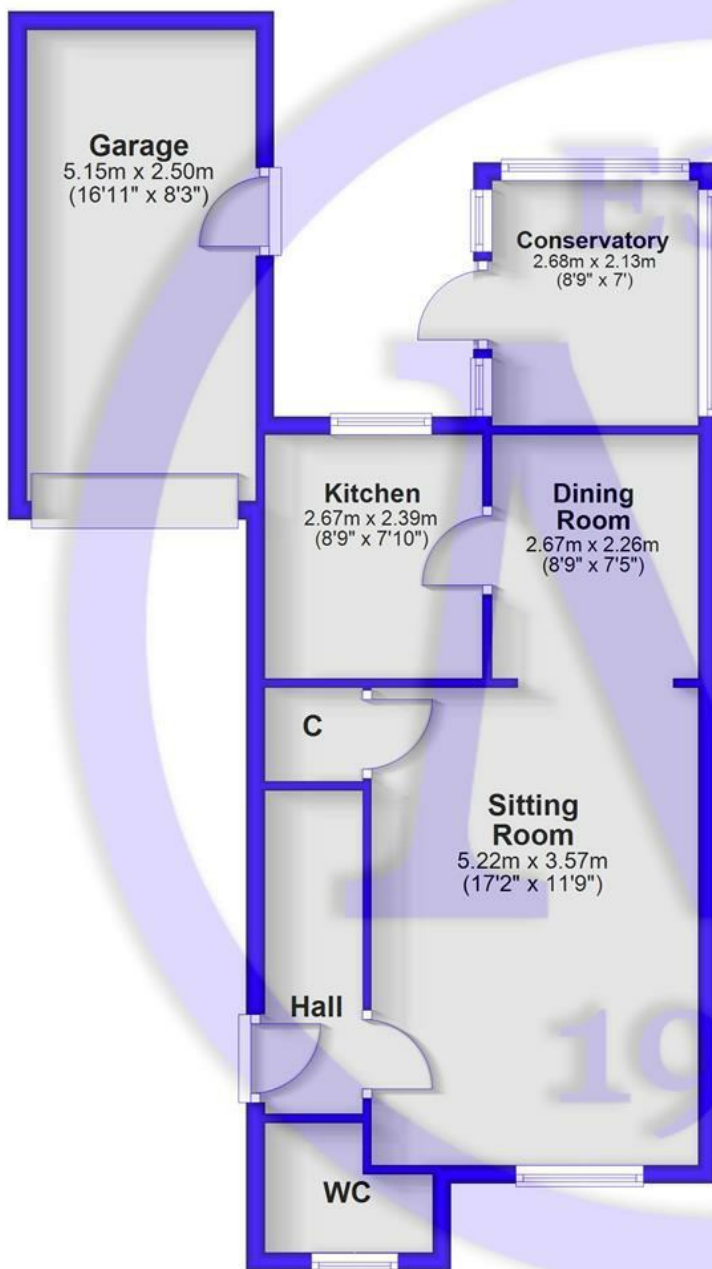 Garage
5.15m x 2.50m
(16'11" x 8'3")
Conservatory
2.68m x 2.13m
(8'9" x 7')
Kitchen
2.67m x 2.39m
(8'9" x 7'10")
Dining
Room
2.67m x 2.26m
(8'9" x 7'5")
C
Sitting
Room
5.22m x 3.57m
(17'2" x 11'9")
Hall
WC
ES
19